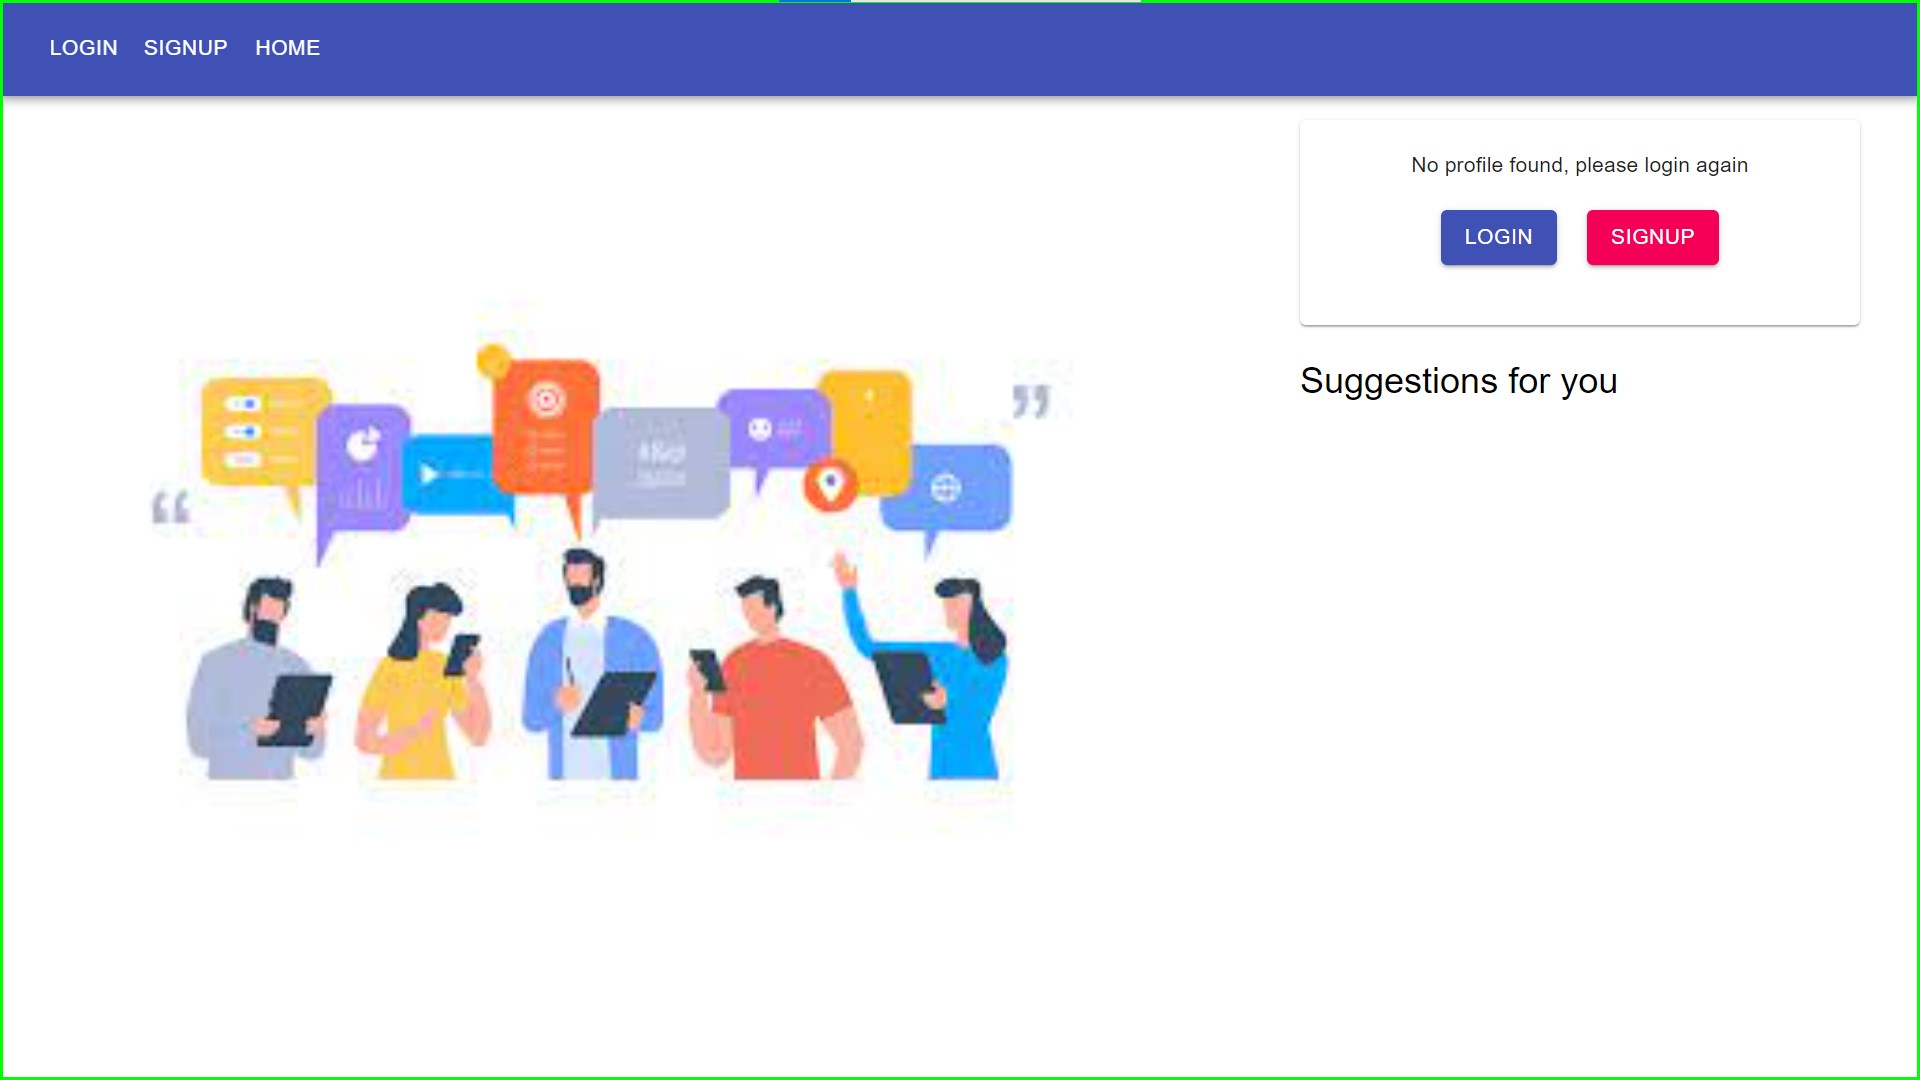 LOGIN SIGNUP HOME
No profile found, please login again
LOGIN SIGNUP
Suggestions for you